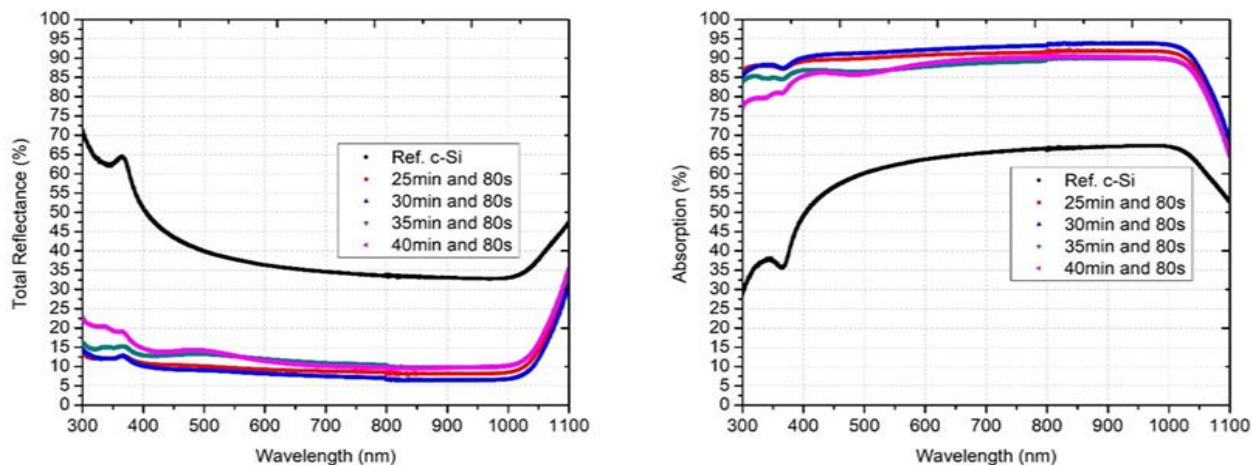 100
95
90
85
80
75
70
65
60
55
50
45
40
35
30
25
20
15
10
5
0
Total Reflectance (%)
Ref. c-Si
25min and 80s
30min and 80s
35min and 80s
40min and 80s
300 400 500 600 700 800 900 1000 1100
Wavelength (nm)
100
95
90
85
80
75
70
65
60
55
50
45
40
35
30
25
20
15
10
5
0
Absorption (%)
Ref. c-Si
25min and 80s
30min and 80s
35min and 80s
40min and 80s
300 400 500 600 700 800 900 1000 1100
Wavelength (nm)